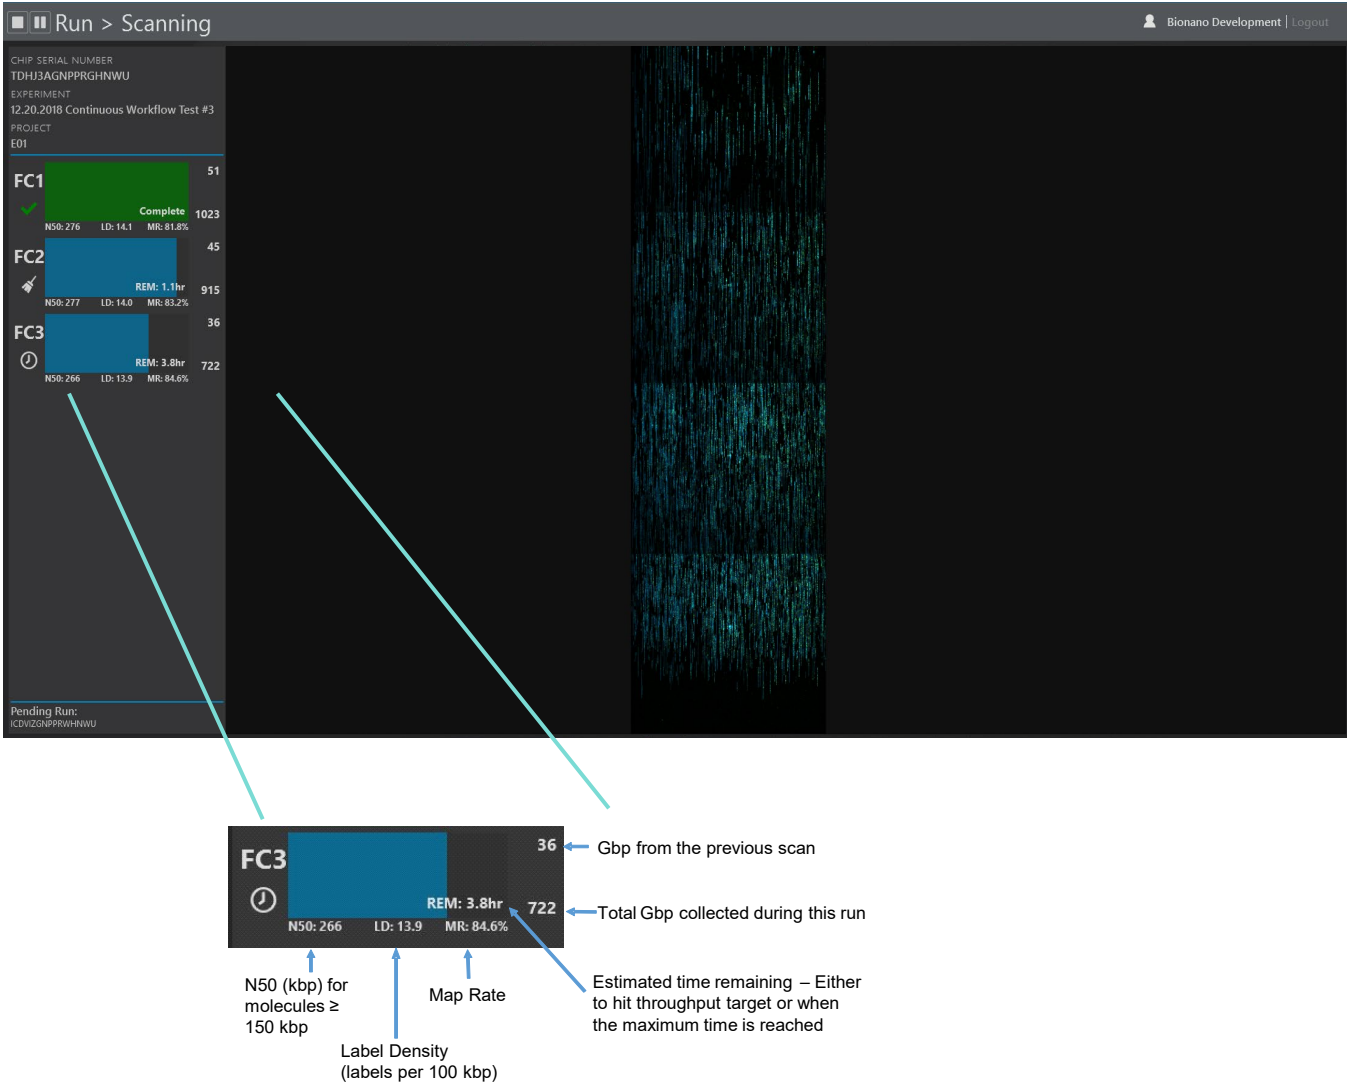 Run > Scanning
Bionano Development | Logout
CHIP SERIAL NUMBER
TDHJ3AGNPPRGHNWU
EXPERIMENT
12.20.2018 Continuous Workflow Test #3
PROJECT
E01
FC1
51
Complete
1023
N50: 276 LD: 14.1 MR: 81.8%
FC2
45
REM: 1.1hr
915
N50: 277 LD: 14.0 MR: 83.2%
FC3
36
REM: 3.8hr
722
N50: 266 LD: 13.9 MR: 84.6%
Pending Run:
ICDVIZGNPPRWHNWU
FC3
36
REM: 3.8hr
722
N50: 266 LD: 13.9 MR: 84.6%
Gbp from the previous scan
Total Gbp collected during this run
Estimated time remaining – Either
to hit throughput target or when
the maximum time is reached
N50 (kbp) for
molecules ≥
150 kbp
Map Rate
Label Density
(labels per 100 kbp)